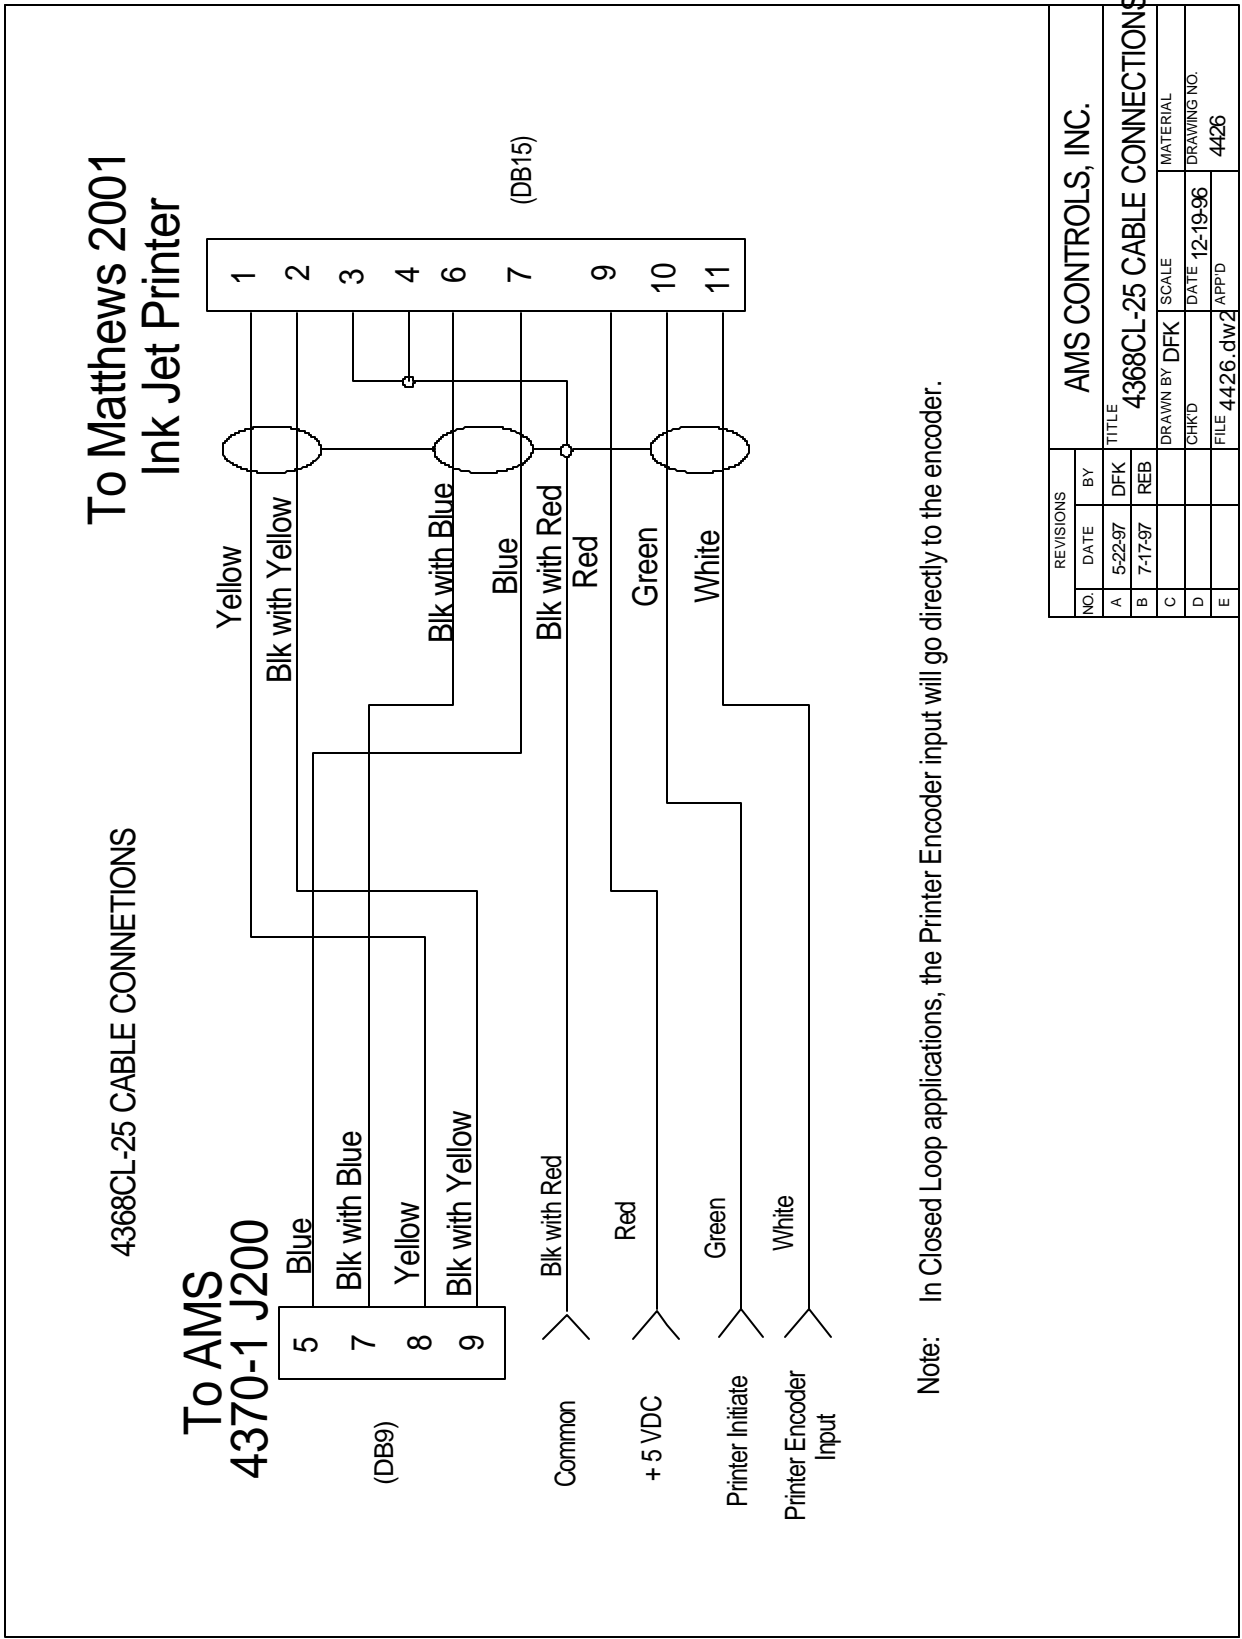 4368CL-25 CABLE CONNETIONS
To Matthews 2001
Ink Jet Printer
To AMS
4370-1 J200
(DB9)
5
7
8
9
Blue
Blk with Blue
Yellow
Blk with Yellow
Yellow
Blk with Yellow
Blk with Blue
Blue
Blk with Red
Red
Green
White
1
2
3
4
6
7
9
10
11
(DB15)
Common
Blk with Red
+ 5 VDC
Red
Printer Initiate
Green
Printer Encoder
Input
White
Note: In Closed Loop applications, the Printer Encoder input will go directly to the encoder.
REVISIONS
NO. DATE BY
A 5-22-97 DFK
B 7-17-97 REB
C
D
E
AMS CONTROLS, INC.
TITLE
4368CL-25 CABLE CONNECTIONS
DRAWN BY DFK SCALE MATERIAL
CHK'D DATE 12-19-96 DRAWING NO.
4426
FILE 4426.dw2 APP'D